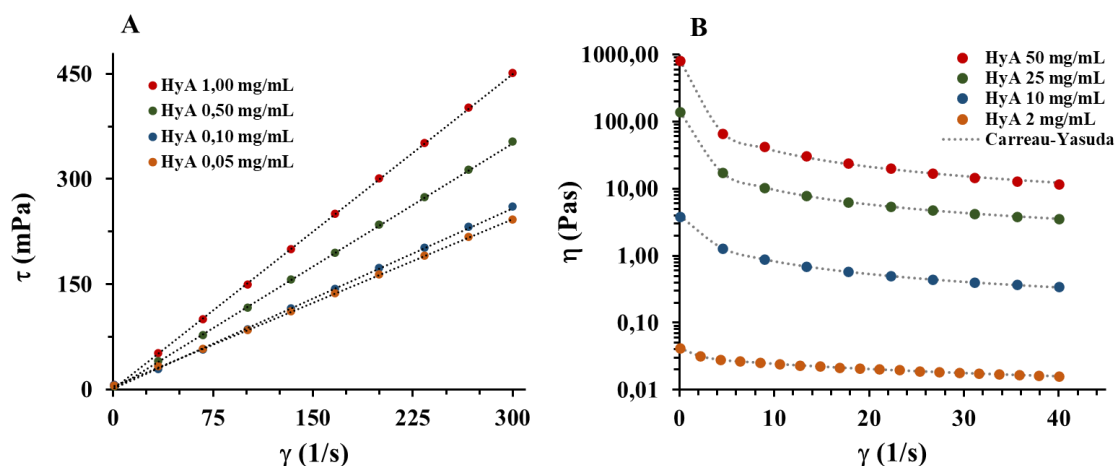 A
τ (mPa)
450
300
150
0
HyA 1,00 mg/mL
HyA 0,50 mg/mL
HyA 0,10 mg/mL
HyA 0,05 mg/mL
0 75 150 225 300
γ (1/s)
B
η (Pas)
1000,00
100,00
10,00
1,00
0,10
0,01
HyA 50 mg/mL
HyA 25 mg/mL
HyA 10 mg/mL
HyA 2 mg/mL
Carreau-Yasuda
0 10 20 30 40
γ (1/s)